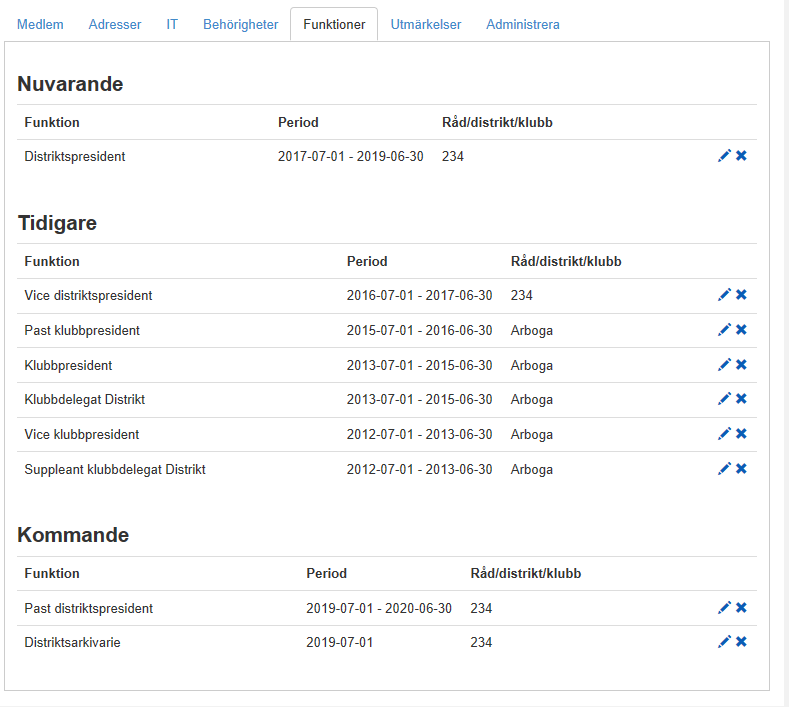 Medlem Adresser IT Behörigheter Funktioner Utmärkelser Administrera
Nuvarande
Funktion Period Råd/distrikt/klubb
Distriktspresident 2017-07-01 - 2019-06-30 234
Tidigare
Funktion Period Råd/distrikt/klubb
Vice distriktspresident 2016-07-01 - 2017-06-30 234
Past klubbpresident 2015-07-01 - 2016-06-30 Arboga
Klubbpresident 2013-07-01 - 2015-06-30 Arboga
Klubbdelegat Distrikt 2013-07-01 - 2015-06-30 Arboga
Vice klubbpresident 2012-07-01 - 2013-06-30 Arboga
Suppleant klubbdelegat Distrikt 2012-07-01 - 2013-06-30 Arboga
Kommande
Funktion Period Råd/distrikt/klubb
Past distriktspresident 2019-07-01 - 2020-06-30 234
Distriktsarkivarie 2019-07-01 234